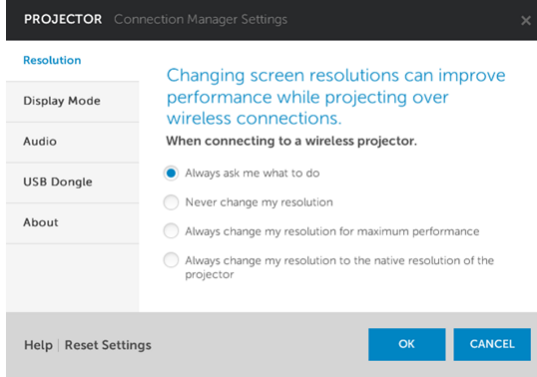 PROJECTOR Connection Manager Settings
Resolution
Display Mode
Audio
USB Dongle
About
Changing screen resolutions can improve
performance while projecting over
wireless connections.
When connecting to a wireless projector.
Always ask me what to do
Never change my resolution
Always change my resolution for maximum performance
Always change my resolution to the native resolution of the
projector
Help | Reset Settings
OK
CANCEL